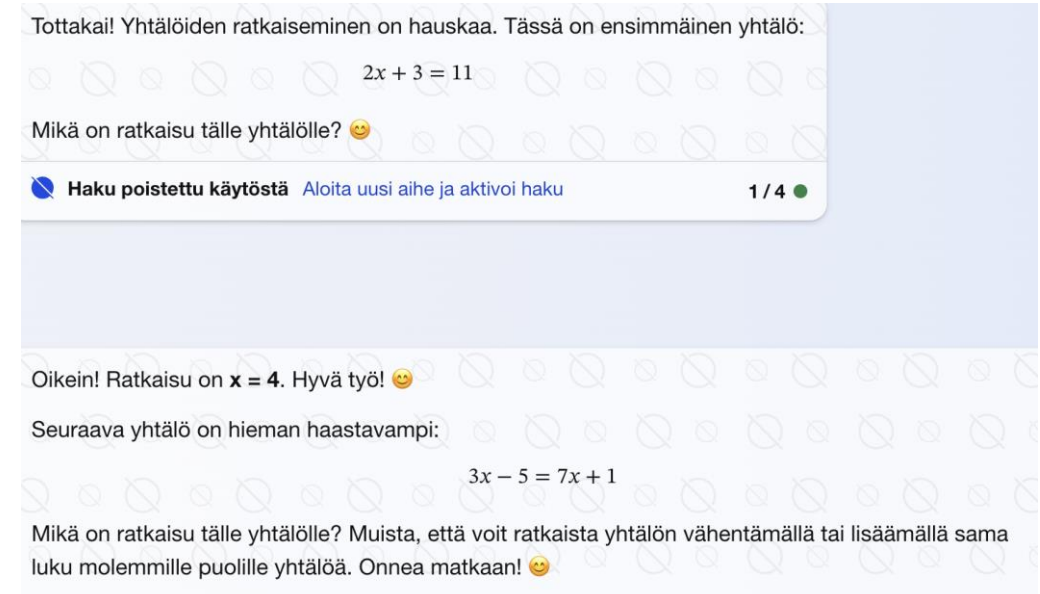 Tottakai! Yhtälöiden ratkaiseminen on hauskaa. Tässä on ensimmäinen yhtälö:
2x + 3 = 11
Mikä on ratkaisu tälle yhtälölle? 😊
Haku poistettu käytöstä Aloita uusi aihe ja aktivoi haku 1 / 4
Oikein! Ratkaisu on x = 4. Hyvä työ! 😊
Seuraava yhtälö on hieman haastavampi:
3x − 5 = 7x + 1
Mikä on ratkaisu tälle yhtälölle? Muista, että voit ratkaista yhtälön vähentämällä tai lisäämällä sama
luku molemmille puolille yhtälöä. Onnea matkaan! 😊